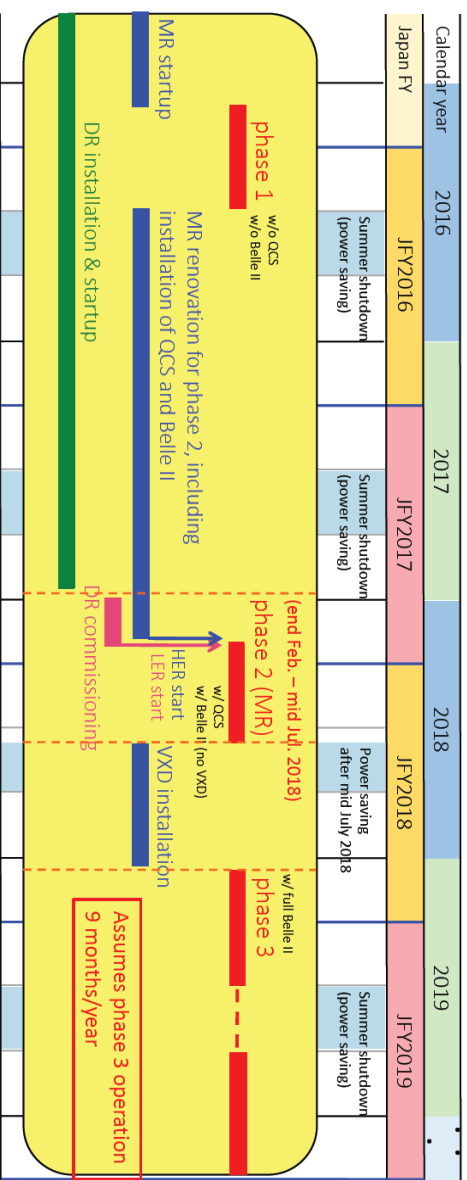 Calendar year 2016 2017 2018 2019
Japan FY JFY2016 JFY2017 JFY2018 JFY2019
Summer shutdown
(power saving)
Summer shutdown
(power saving)
Power saving
after mid July 2018
Summer shutdown
(power saving)
phase 1
w/o QCS
w/o Belle II
(end Feb. – mid Jul. 2018)
phase 2 (MR)
w/ QCS
w/ Belle II (no VXD)
w/ full Belle II
phase 3
MR startup
MR renovation for phase 2, including
installation of QCS and Belle II
HER start
LER start
VXD installation
DR installation & startup
DR commissioning
Assumes phase 3 operation
9 months/year